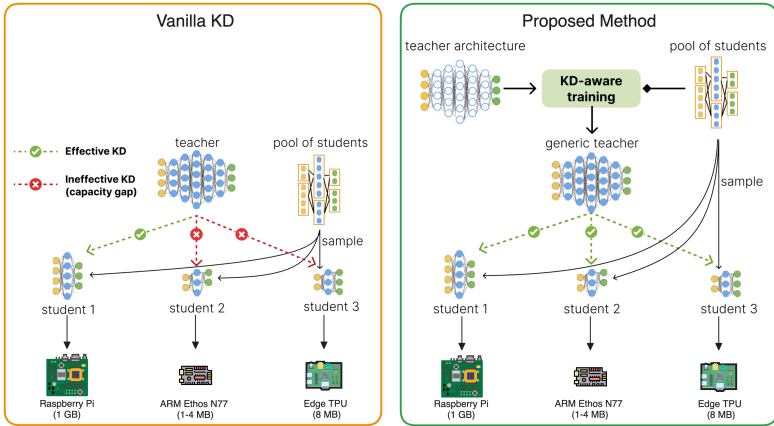 Vanilla KD
Effective KD
Ineffective KD
(capacity gap)
teacher
pool of students
sample
student 1
student 2
student 3
Raspberry Pi
(1 GB)
ARM Ethos N77
(1-4 MB)
Edge TPU
(8 MB)
Proposed Method
teacher architecture
pool of students
KD-aware
training
generic teacher
sample
student 1
student 2
student 3
Raspberry Pi
(1 GB)
ARM Ethos N77
(1-4 MB)
Edge TPU
(8 MB)